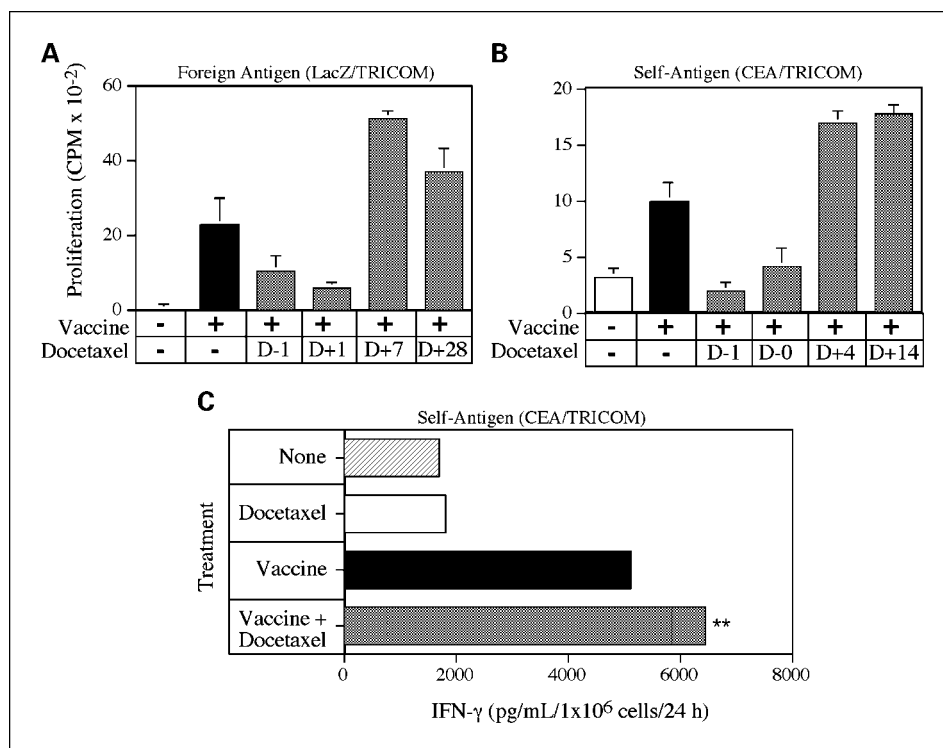 A
Foreign Antigen (LacZ/TRICOM)
Proliferation (CPM x 10-2)
60
40
20
0
Vaccine - + + + + +
Docetaxel - - D-1 D+1 D+7 D+28
B
Self-Antigen (CEA/TRICOM)
20
15
10
5
0
Vaccine - + + + + +
Docetaxel - - D-1 D-0 D+4 D+14
C
Self-Antigen (CEA/TRICOM)
Treatment
None
Docetaxel
Vaccine
Vaccine +
Docetaxel
**
0 2000 4000 6000 8000
IFN-γ (pg/mL/1x10⁶ cells/24 h)